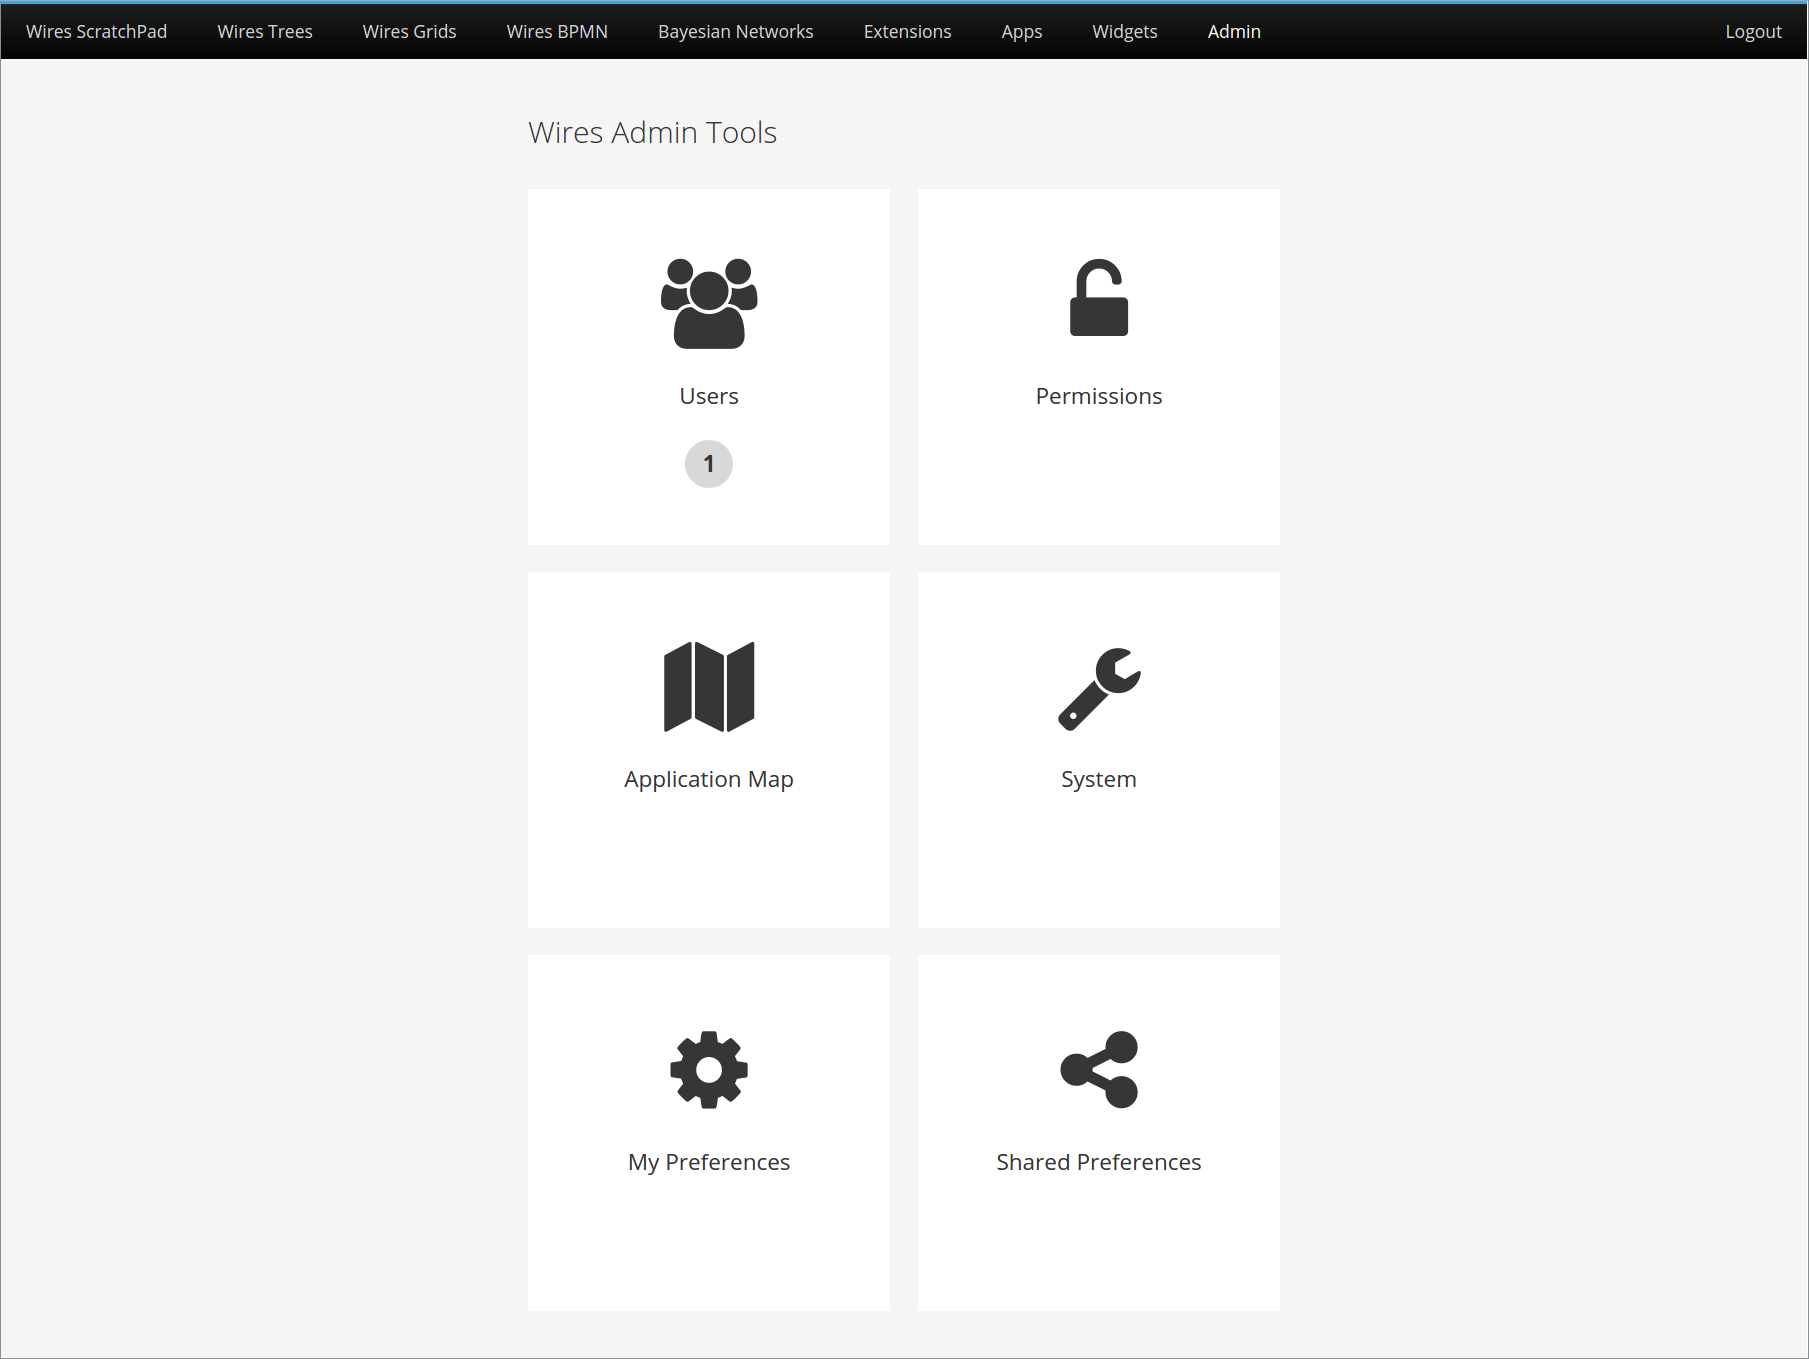 Wires ScratchPad Wires Trees Wires Grids Wires BPMN Bayesian Networks Extensions Apps Widgets Admin Logout
Wires Admin Tools
Users Permissions
1
Application Map System
My Preferences Shared Preferences